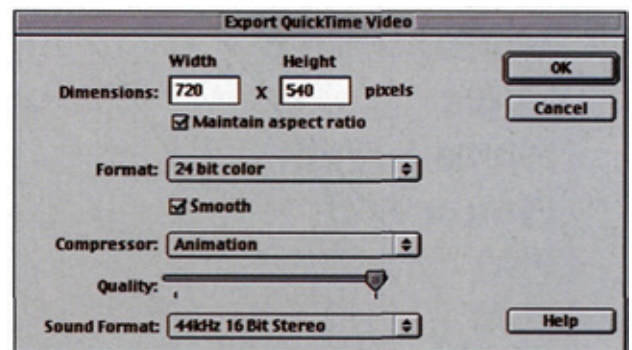 Export QuickTime Video
Width Height
Dimensions: 720 x 540 pixels
Maintain aspect ratio
Format: 24 bit color
Smooth
Compressor: Animation
Quality:
Sound Format: 44kHz 16 Bit Stereo
OK
Cancel
Help